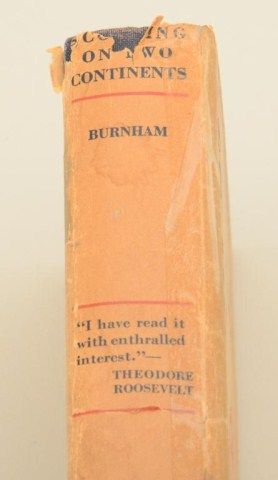 ON TWO
CONTINENTS
BURNHAM
"I have read it
with enthralled
interest."—
THEODORE
ROOSEVELT